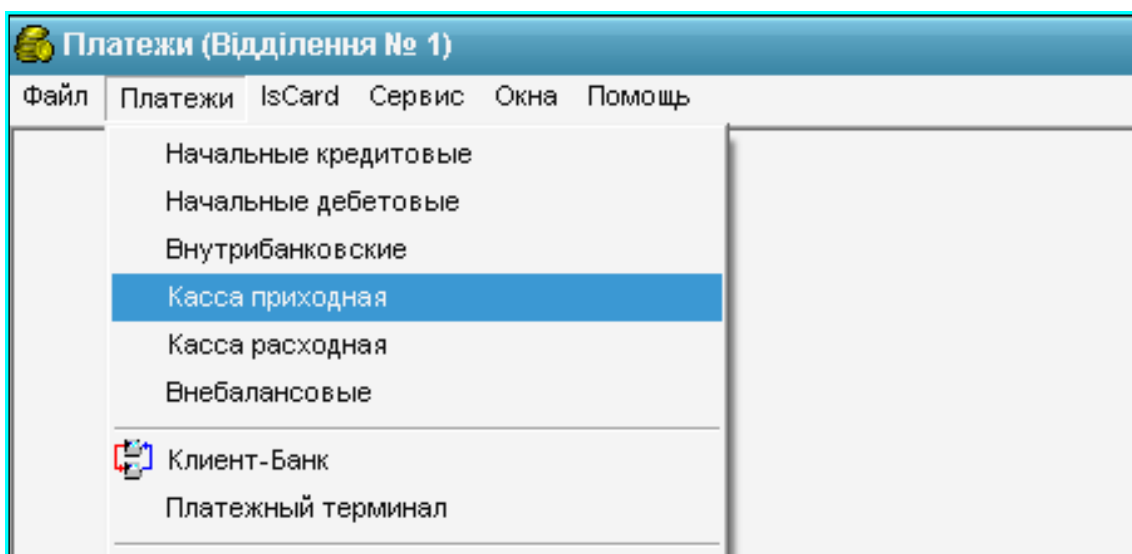 Платежи (Відділення № 1)
Файл Платежи IsCard Сервис Окна Помощь
Начальные кредитовые
Начальные дебетовые
Внутрибанковские
Касса приходная
Касса расходная
Внебалансовые
Клиент-Банк
Платежный терминал